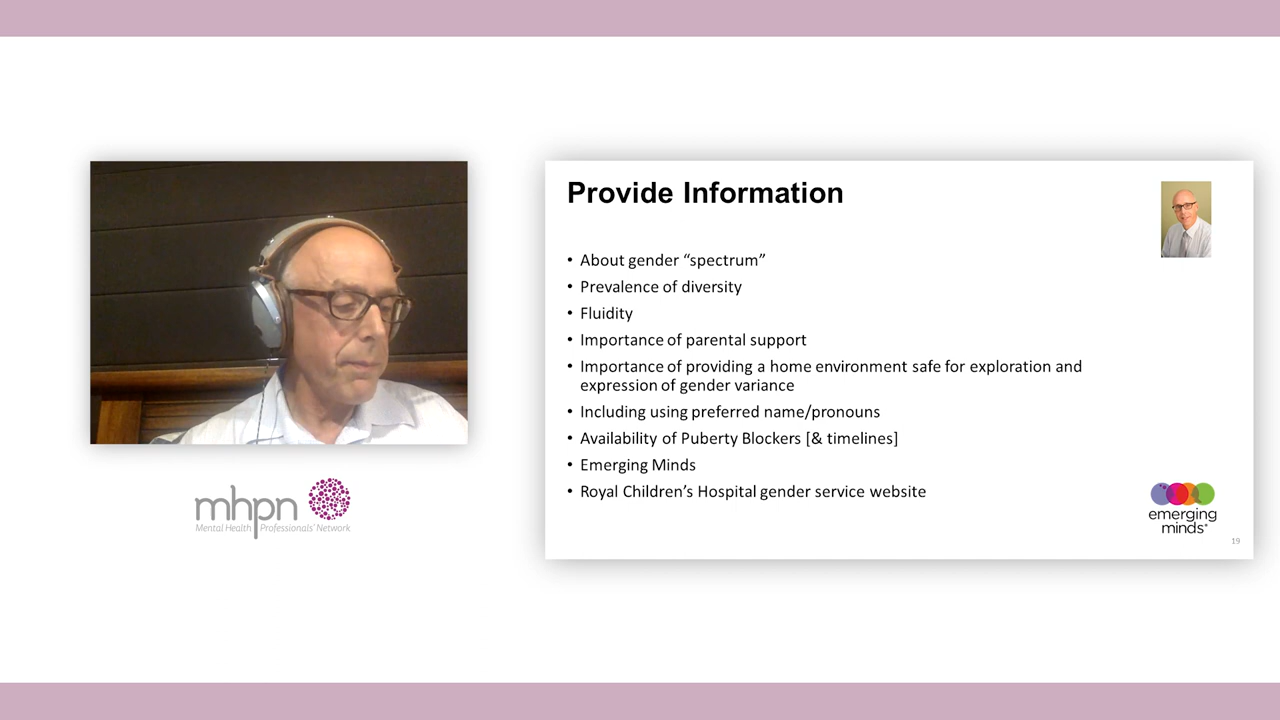 Provide Information
• About gender “spectrum”
• Prevalence of diversity
• Fluidity
• Importance of parental support
• Importance of providing a home environment safe for exploration and
expression of gender variance
• Including using preferred name/pronouns
• Availability of Puberty Blockers [& timelines]
• Emerging Minds
• Royal Children’s Hospital gender service website
emerging
minds
19
mhpn
Mental Health Professionals’ Network